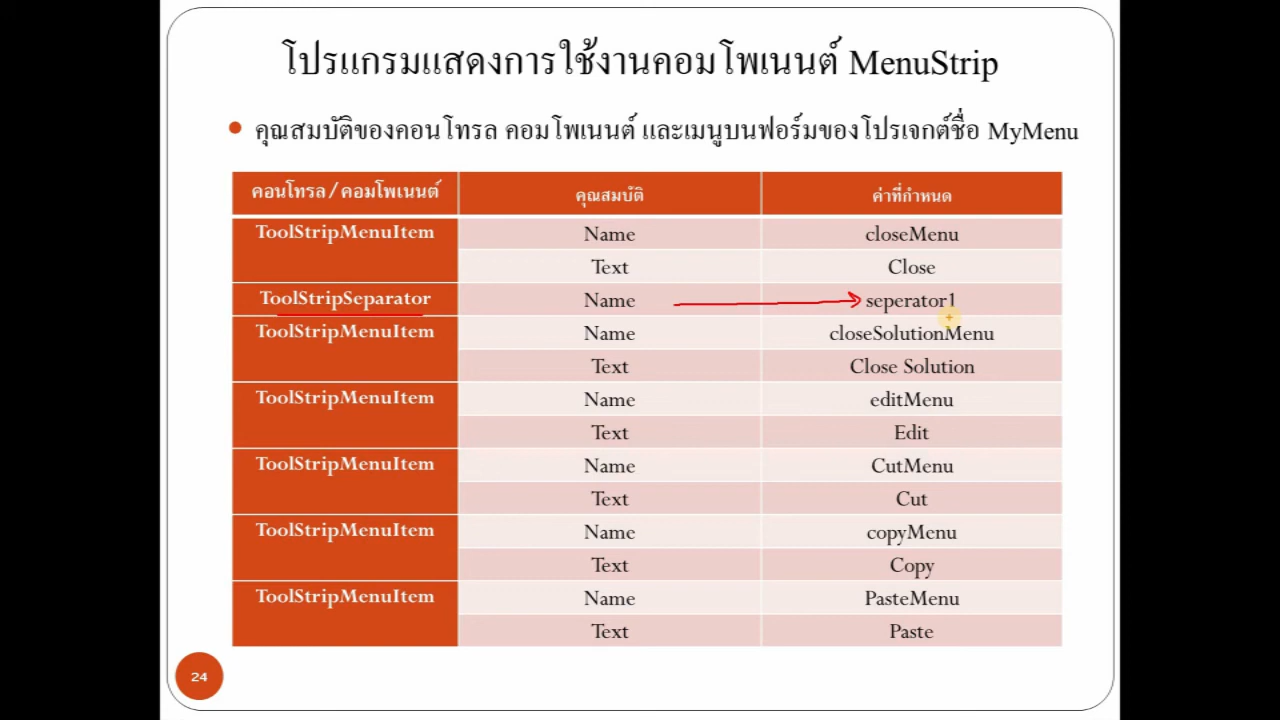 โปรแกรมแสดงการใช้งานคอมโพเนนต์ MenuStrip
คุณสมบัติของคอนโทรล คอมโพเนนต์ และเมนูบนฟอร์มของโปรเจกต์ชื่อ MyMenu
คอนโทรล/คอมโพเนนต์ คุณสมบัติ ค่าที่กำหนด
ToolStripMenuItem Name closeMenu
Text Close
ToolStripSeparator Name seperator1
ToolStripMenuItem Name closeSolutionMenu
Text Close Solution
ToolStripMenuItem Name editMenu
Text Edit
ToolStripMenuItem Name CutMenu
Text Cut
ToolStripMenuItem Name copyMenu
Text Copy
ToolStripMenuItem Name PasteMenu
Text Paste
24